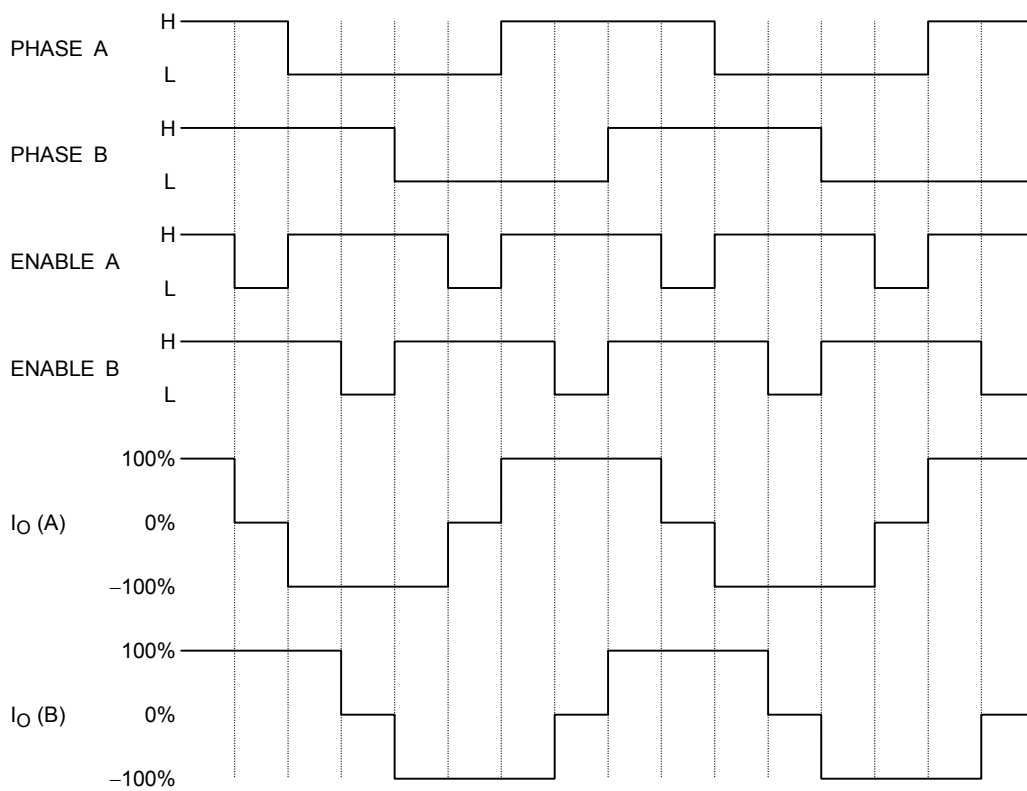 H
PHASE A
L
H
PHASE B
L
H
ENABLE A
L
H
ENABLE B
L
100%
IO (A) 0%
−100%
100%
IO (B) 0%
−100%